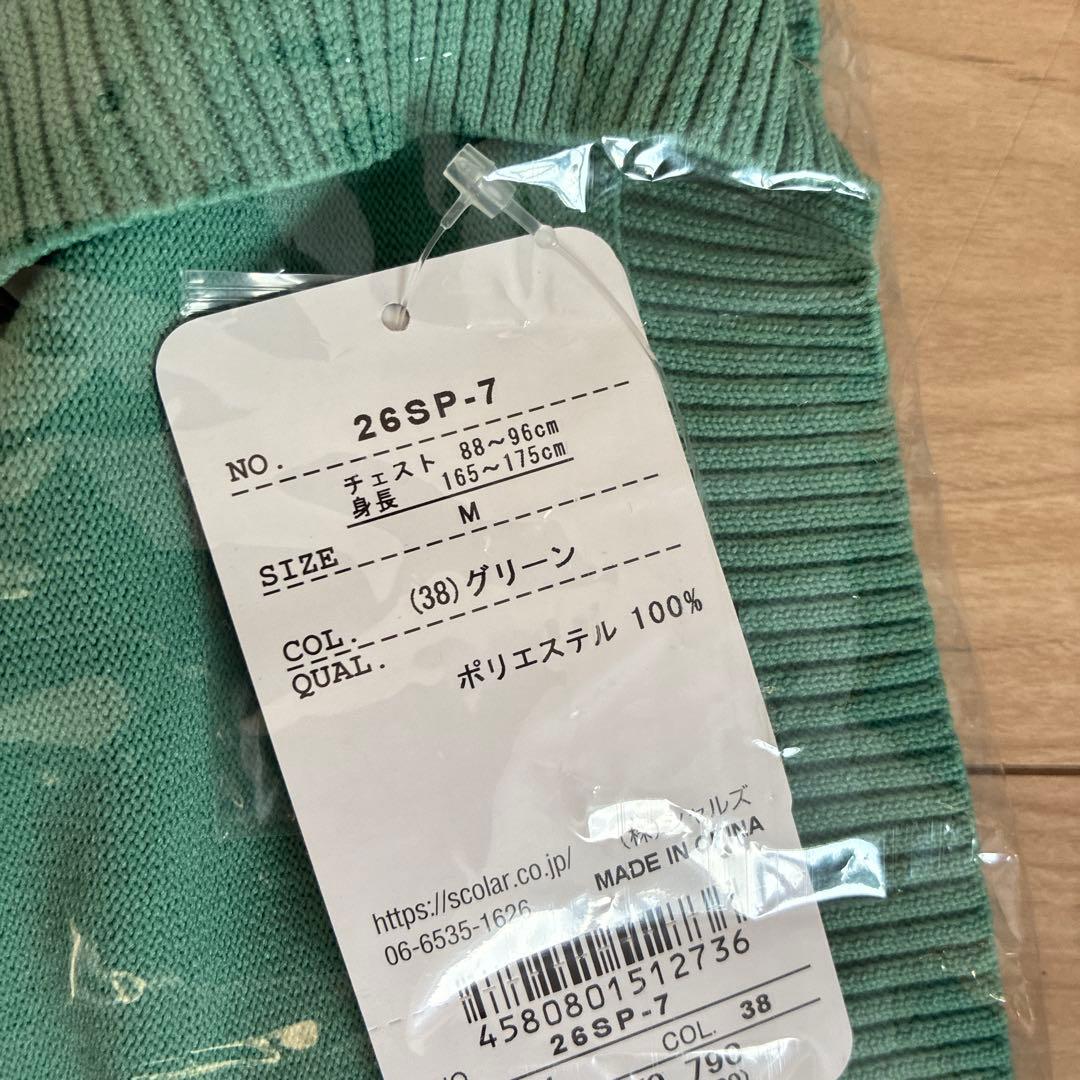 NO. 26SP-7
チェスト 88～96cm
身長 165～175cm
SIZE M
COL. (38)グリーン
QUAL. ポリエステル 100%
(株)
https://scolar.co.jp/ MADE IN CHINA
06-6535-1626
4580801512736
26SP-7
COL. 38
790